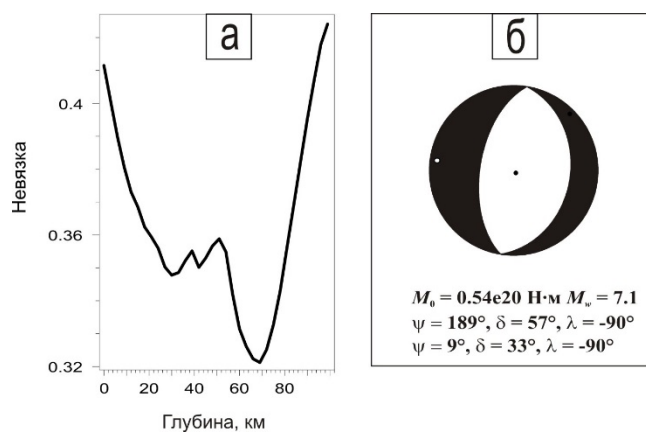 а
Невязка
0.4
0.36
0.32
0 20 40 60 80
Глубина, км
б
M₀ = 0.54e20 Н·м M𝓌 = 7.1
ψ = 189°, δ = 57°, λ = -90°
ψ = 9°, δ = 33°, λ = -90°